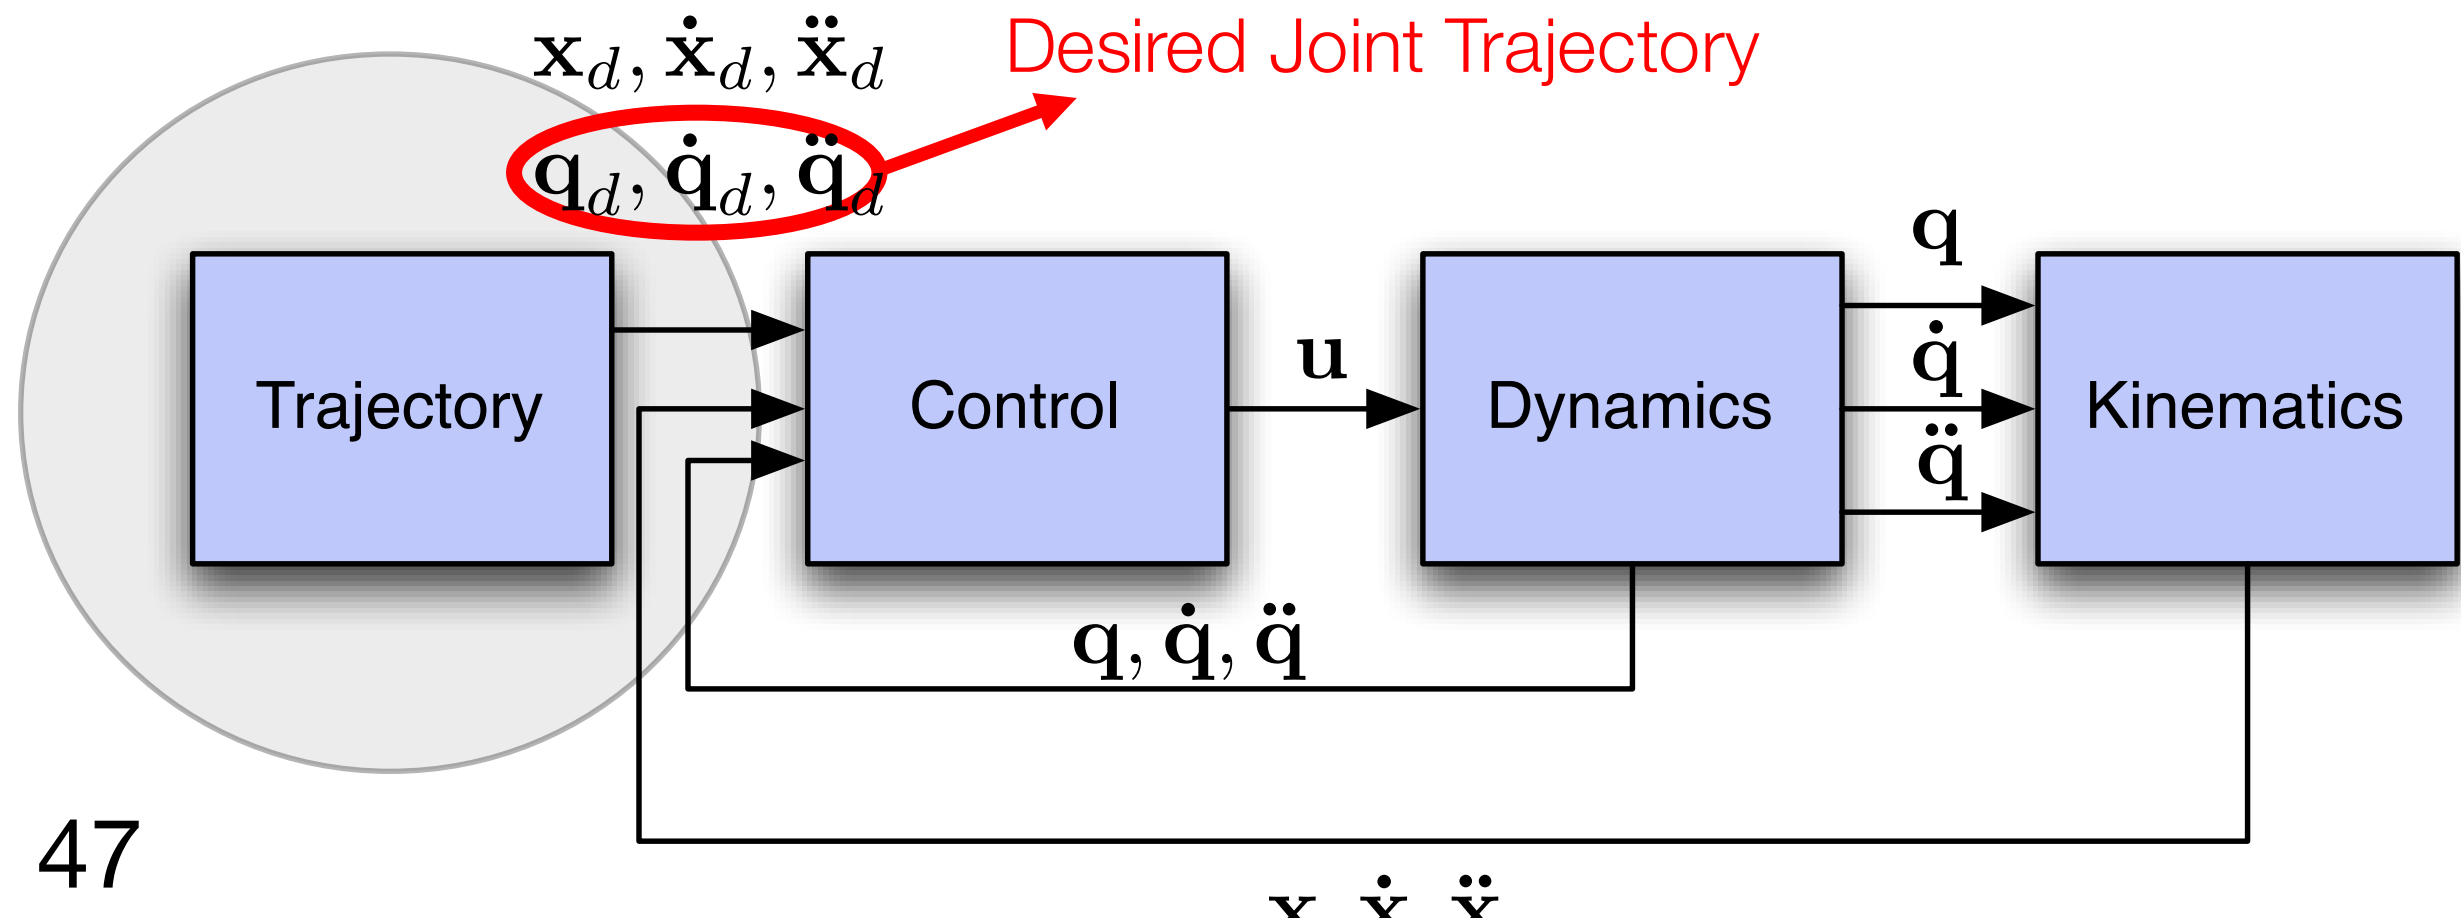 𝐱_d, 𝐱̇_d, 𝐱̈_d
Desired Joint Trajectory
𝐪_d, 𝐪̇_d, 𝐪̈_d
𝐪
Trajectory
Control
𝐮
Dynamics
𝐪̇
Kinematics
𝐪̈
𝐪, 𝐪̇, 𝐪̈
47
𝐱 𝐱̇ 𝐱̈